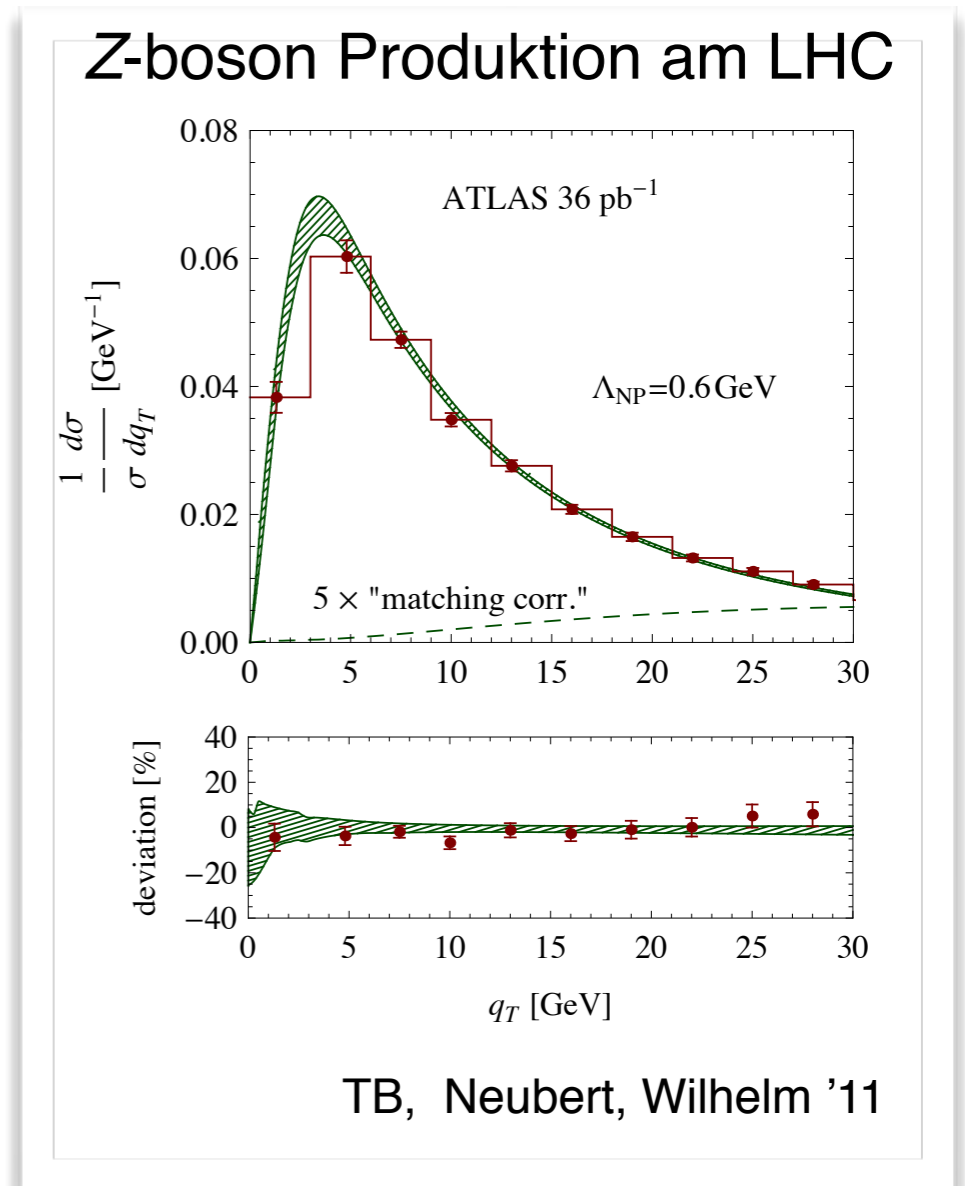 Z-boson Produktion am LHC
0.08
0.06
0.04
0.02
0.00
1 dσ
σ dq_T
[GeV⁻¹]
ATLAS 36 pb⁻¹
Λ_NP=0.6 GeV
5 × "matching corr."
0 5 10 15 20 25 30
40
20
0
−20
−40
deviation [%]
0 5 10 15 20 25 30
q_T [GeV]
TB, Neubert, Wilhelm ’11